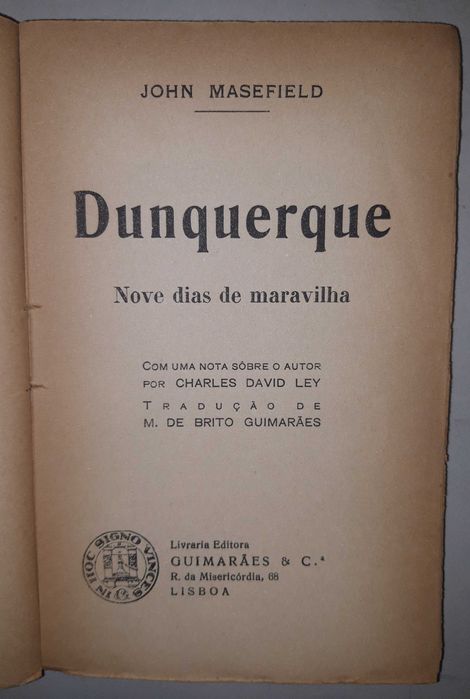 JOHN MASEFIELD
Dunquerque
Nove dias de maravilha
COM UMA NOTA SÔBRE O AUTOR
POR CHARLES DAVID LEY
TRADUÇÃO DE
M. DE BRITO GUIMARÃES
IN HOC SIGNO VINCES
Livraria Editora
GUIMARÃES & C.ª
R. da Misericórdia, 68
LISBOA